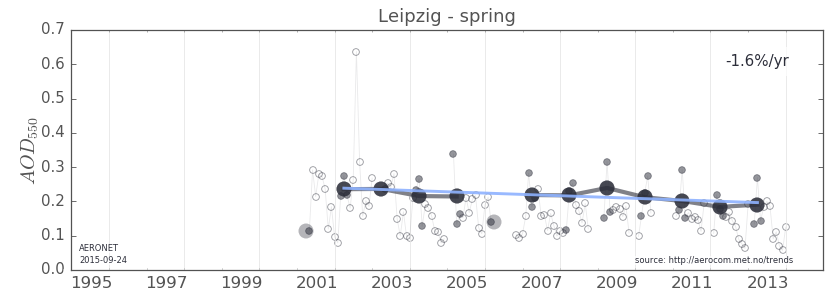 Leipzig - spring
0.7
0.6
0.5
0.4
0.3
0.2
0.1
0.0
AOD550
-1.6%/yr
AERONET
2015-09-24
source: http://aerocom.met.no/trends
1995 1997 1999 2001 2003 2005 2007 2009 2011 2013